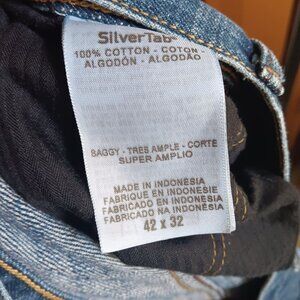 SilverTab™
100% COTTON - COTON -
ALGODÓN - ALGODÃO
BAGGY - TRES AMPLE - CORTE
SUPER AMPLIO
MADE IN INDONESIA
FABRIQUE EN INDONESIE
FABRICADO EN INDONESIA
FABRICADO NA INDONÉSIA
42 x 32